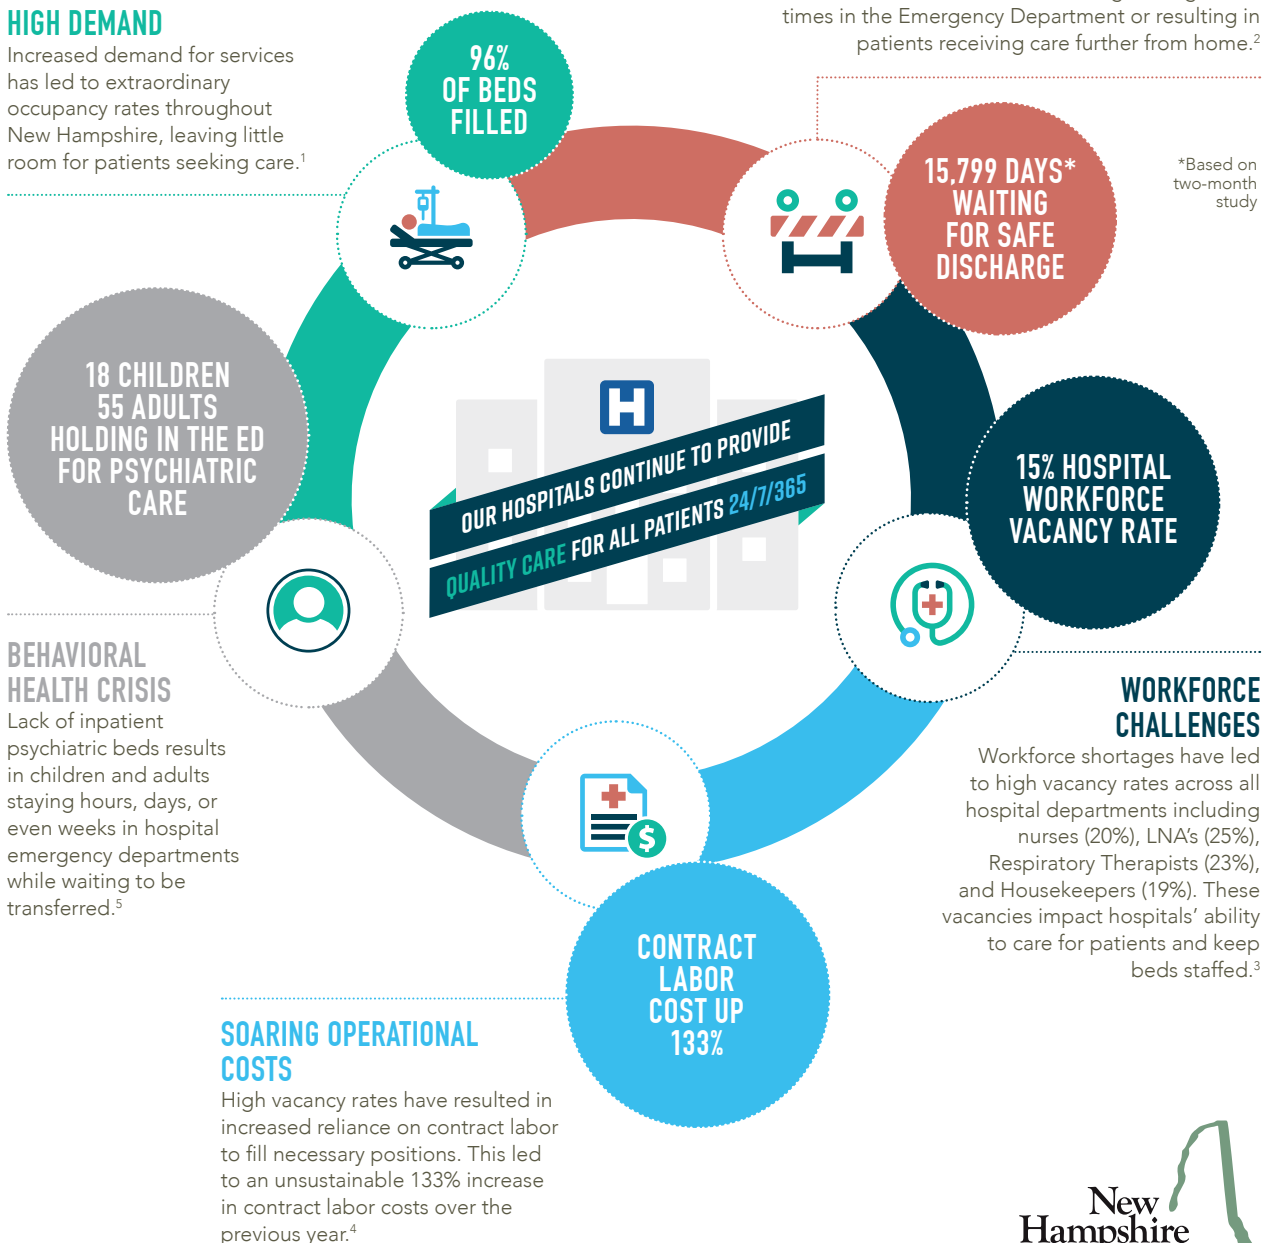 HIGH DEMAND
Increased demand for services
has led to extraordinary
occupancy rates throughout
New Hampshire, leaving little
room for patients seeking care.1
96%
OF BEDS
FILLED
times in the Emergency Department or resulting in
patients receiving care further from home.2
15,799 DAYS*
WAITING
FOR SAFE
DISCHARGE
*Based on
two-month
study
18 CHILDREN
55 ADULTS
HOLDING IN THE ED
FOR PSYCHIATRIC
CARE
H
OUR HOSPITALS CONTINUE TO PROVIDE
QUALITY CARE FOR ALL PATIENTS 24/7/365
15% HOSPITAL
WORKFORCE
VACANCY RATE
BEHAVIORAL
HEALTH CRISIS
Lack of inpatient
psychiatric beds results
in children and adults
staying hours, days, or
even weeks in hospital
emergency departments
while waiting to be
transferred.5
WORKFORCE
CHALLENGES
Workforce shortages have led
to high vacancy rates across all
hospital departments including
nurses (20%), LNA's (25%),
Respiratory Therapists (23%),
and Housekeepers (19%). These
vacancies impact hospitals' ability
to care for patients and keep
beds staffed.3
$
CONTRACT
LABOR
COST UP
133%
SOARING OPERATIONAL
COSTS
High vacancy rates have resulted in
increased reliance on contract labor
to fill necessary positions. This led
to an unsustainable 133% increase
in contract labor costs over the
previous year.4
New
Hampshire